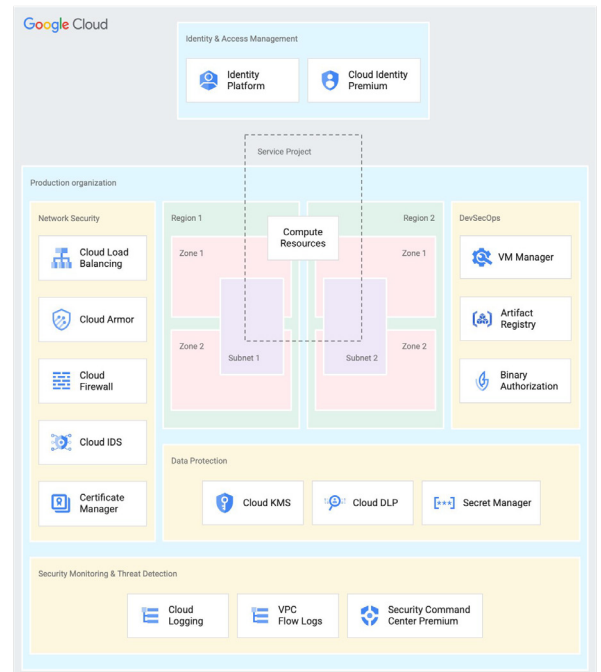 Google Cloud
Identity & Access Management
Identity
Platform
Cloud Identity
Premium
Service Project
Production organization
Network Security
Cloud Load
Balancing
Cloud Armor
Cloud
Firewall
Cloud IDS
Certificate
Manager
Region 1
Zone 1
Zone 2
Subnet 1
Compute
Resources
Region 2
Zone 1
Zone 2
Subnet 2
DevSecOps
VM Manager
Artifact
Registry
Binary
Authorization
Data Protection
Cloud KMS
Cloud DLP
[***] Secret Manager
Security Monitoring & Threat Detection
Cloud
Logging
VPC
Flow Logs
Security Command
Center Premium